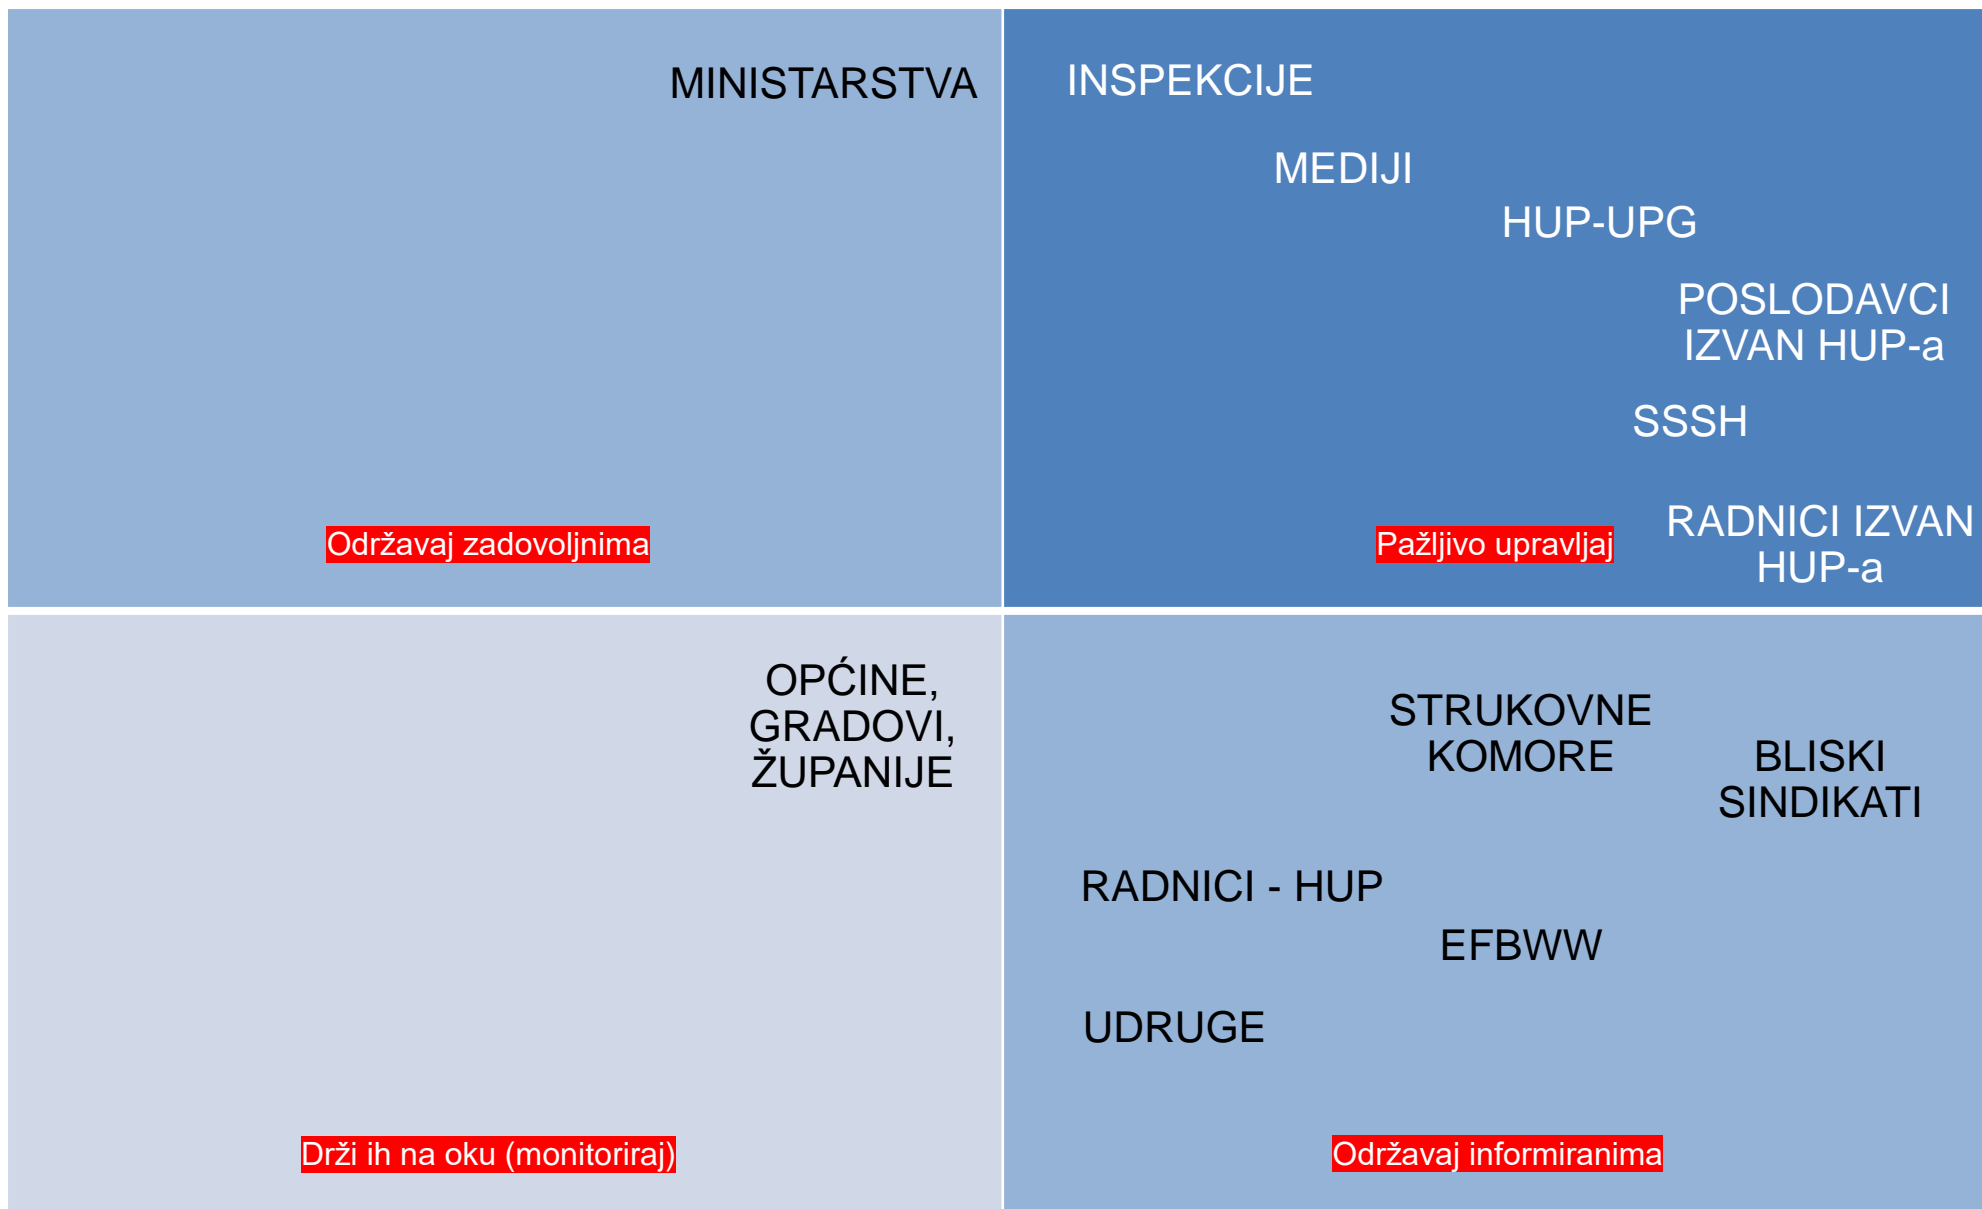 MINISTARSTVA
Održavaj zadovoljnima
INSPEKCIJE
MEDIJI
HUP-UPG
POSLODAVCI
IZVAN HUP-a
SSSH
RADNICI IZVAN
HUP-a
Pažljivo upravljaj
OPĆINE,
GRADOVI,
ŽUPANIJE
Drži ih na oku (monitoriraj)
STRUKOVNE
KOMORE
BLISKI
SINDIKATI
RADNICI - HUP
EFBWW
UDRUGE
Održavaj informiranima